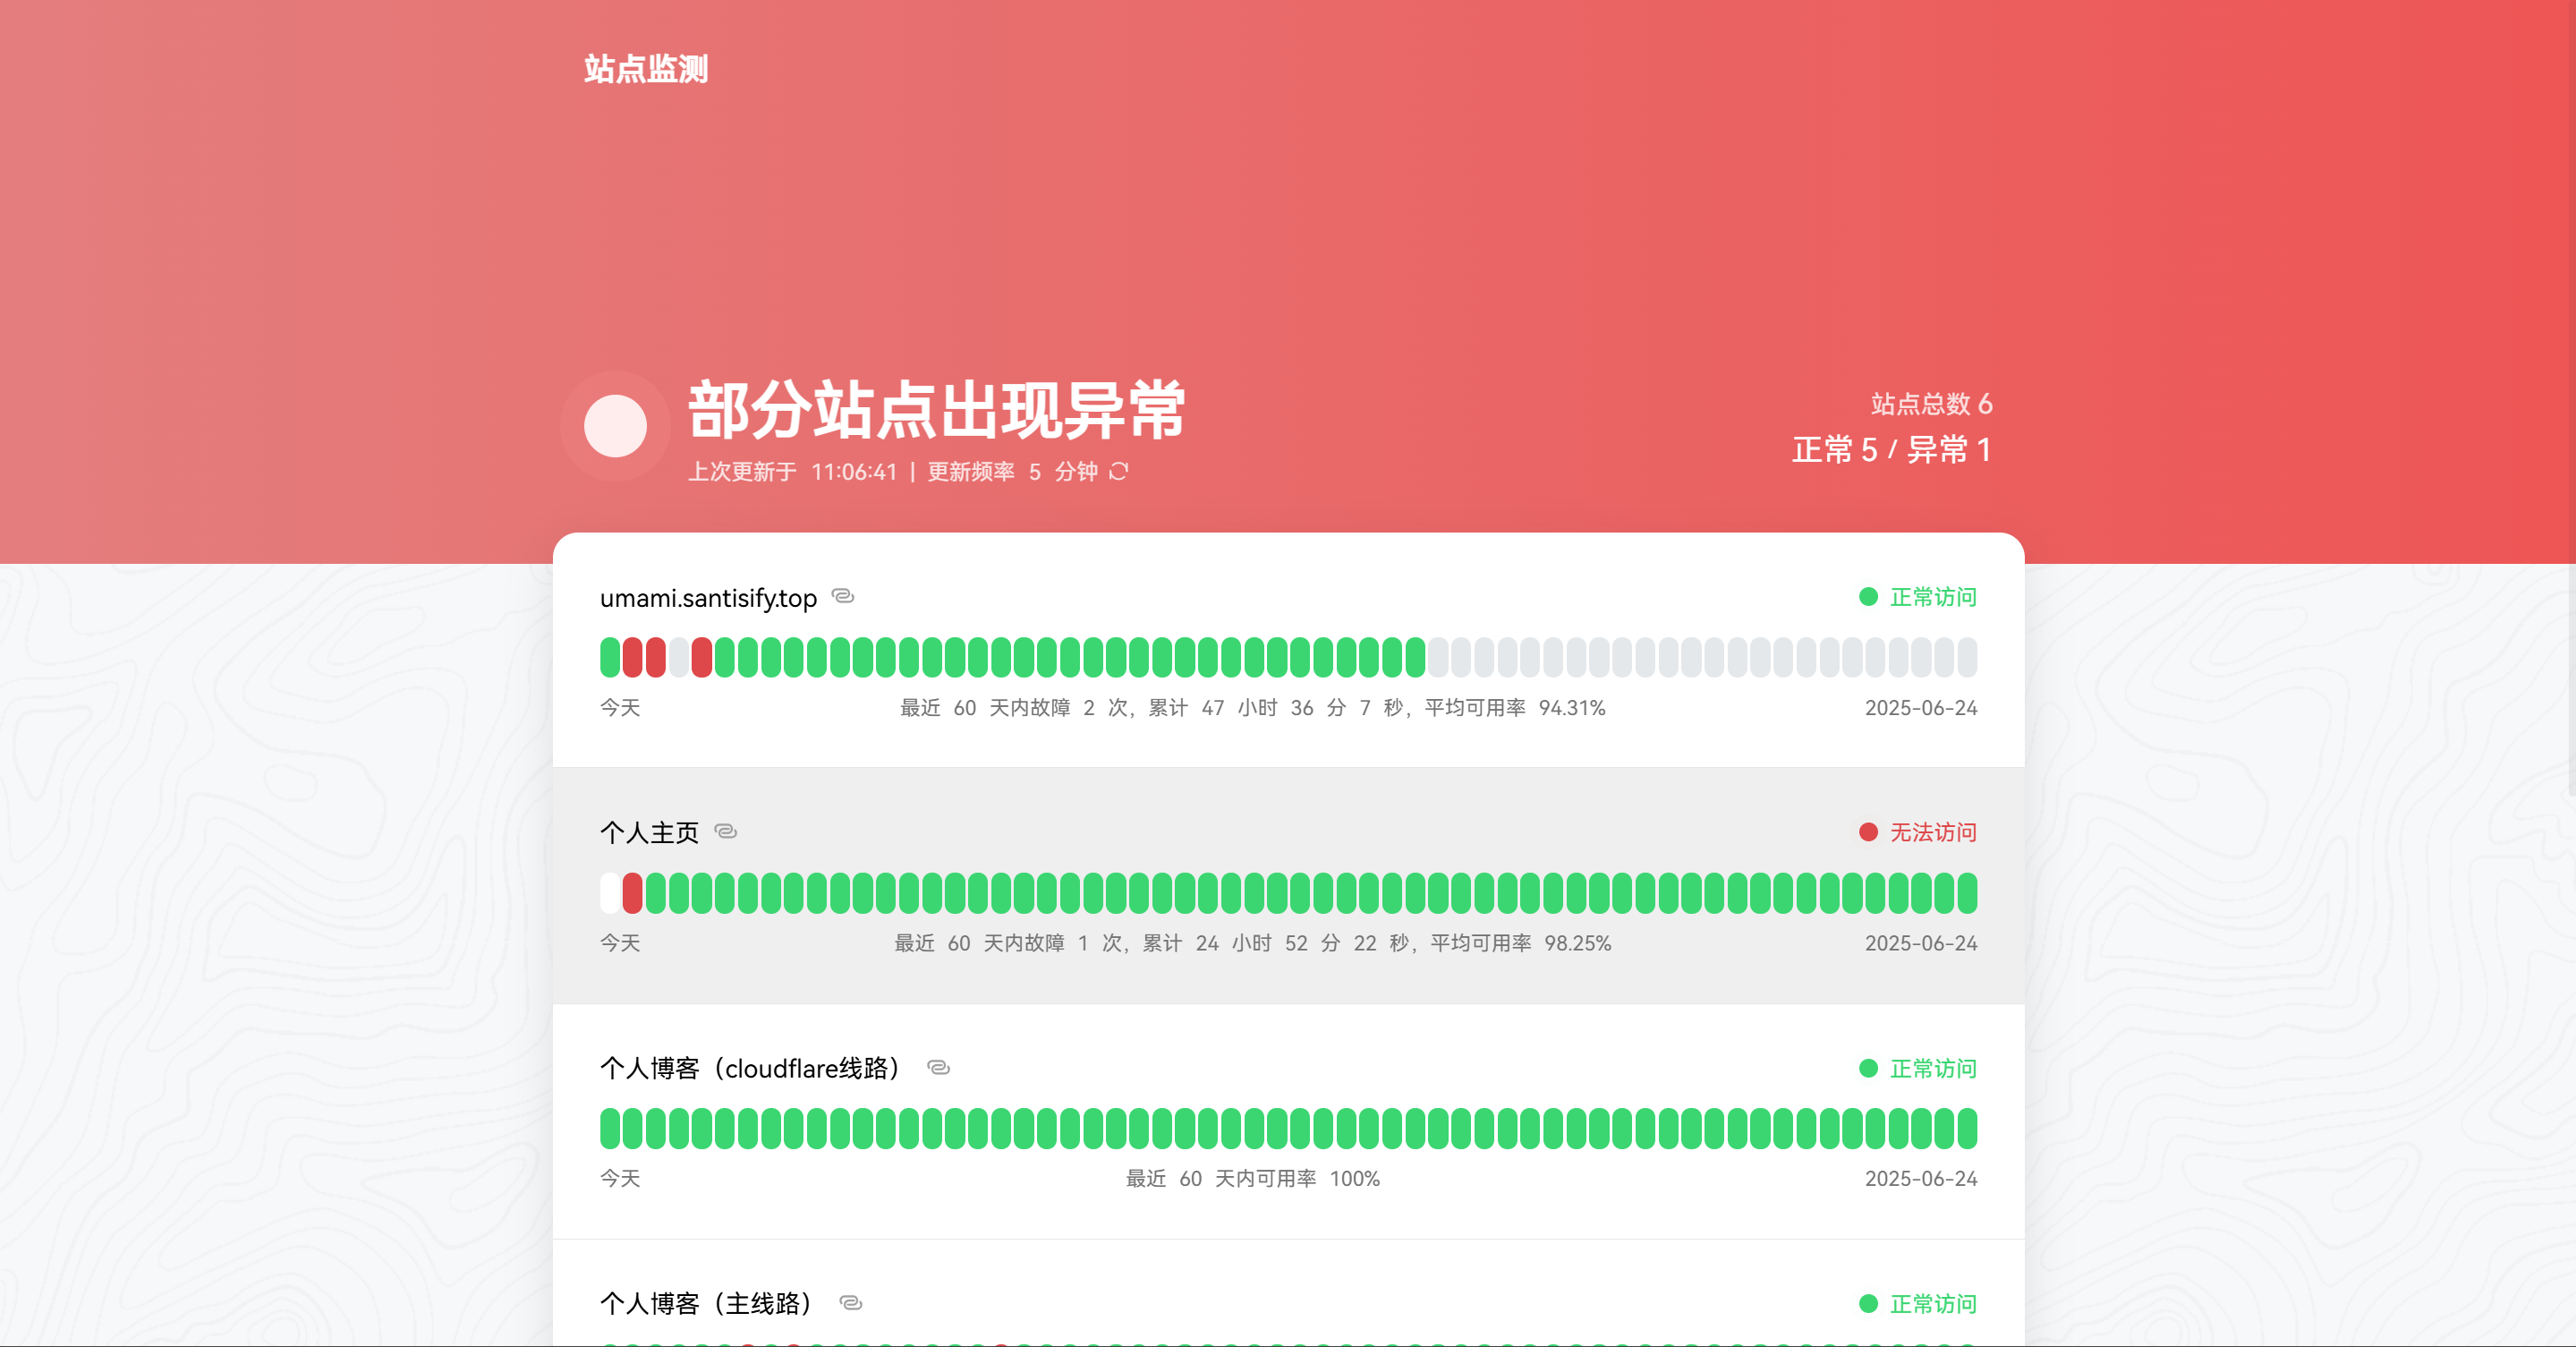 站点监测
部分站点出现异常
上次更新于 11:06:41 | 更新频率 5 分钟
站点总数 6
正常 5 / 异常 1
umami.santisify.top
正常访问
今天
最近 60 天内故障 2 次，累计 47 小时 36 分 7 秒，平均可用率 94.31%
2025-06-24
个人主页
无法访问
今天
最近 60 天内故障 1 次，累计 24 小时 52 分 22 秒，平均可用率 98.25%
2025-06-24
个人博客（cloudflare线路）
正常访问
今天
最近 60 天内可用率 100%
2025-06-24
个人博客（主线路）
正常访问